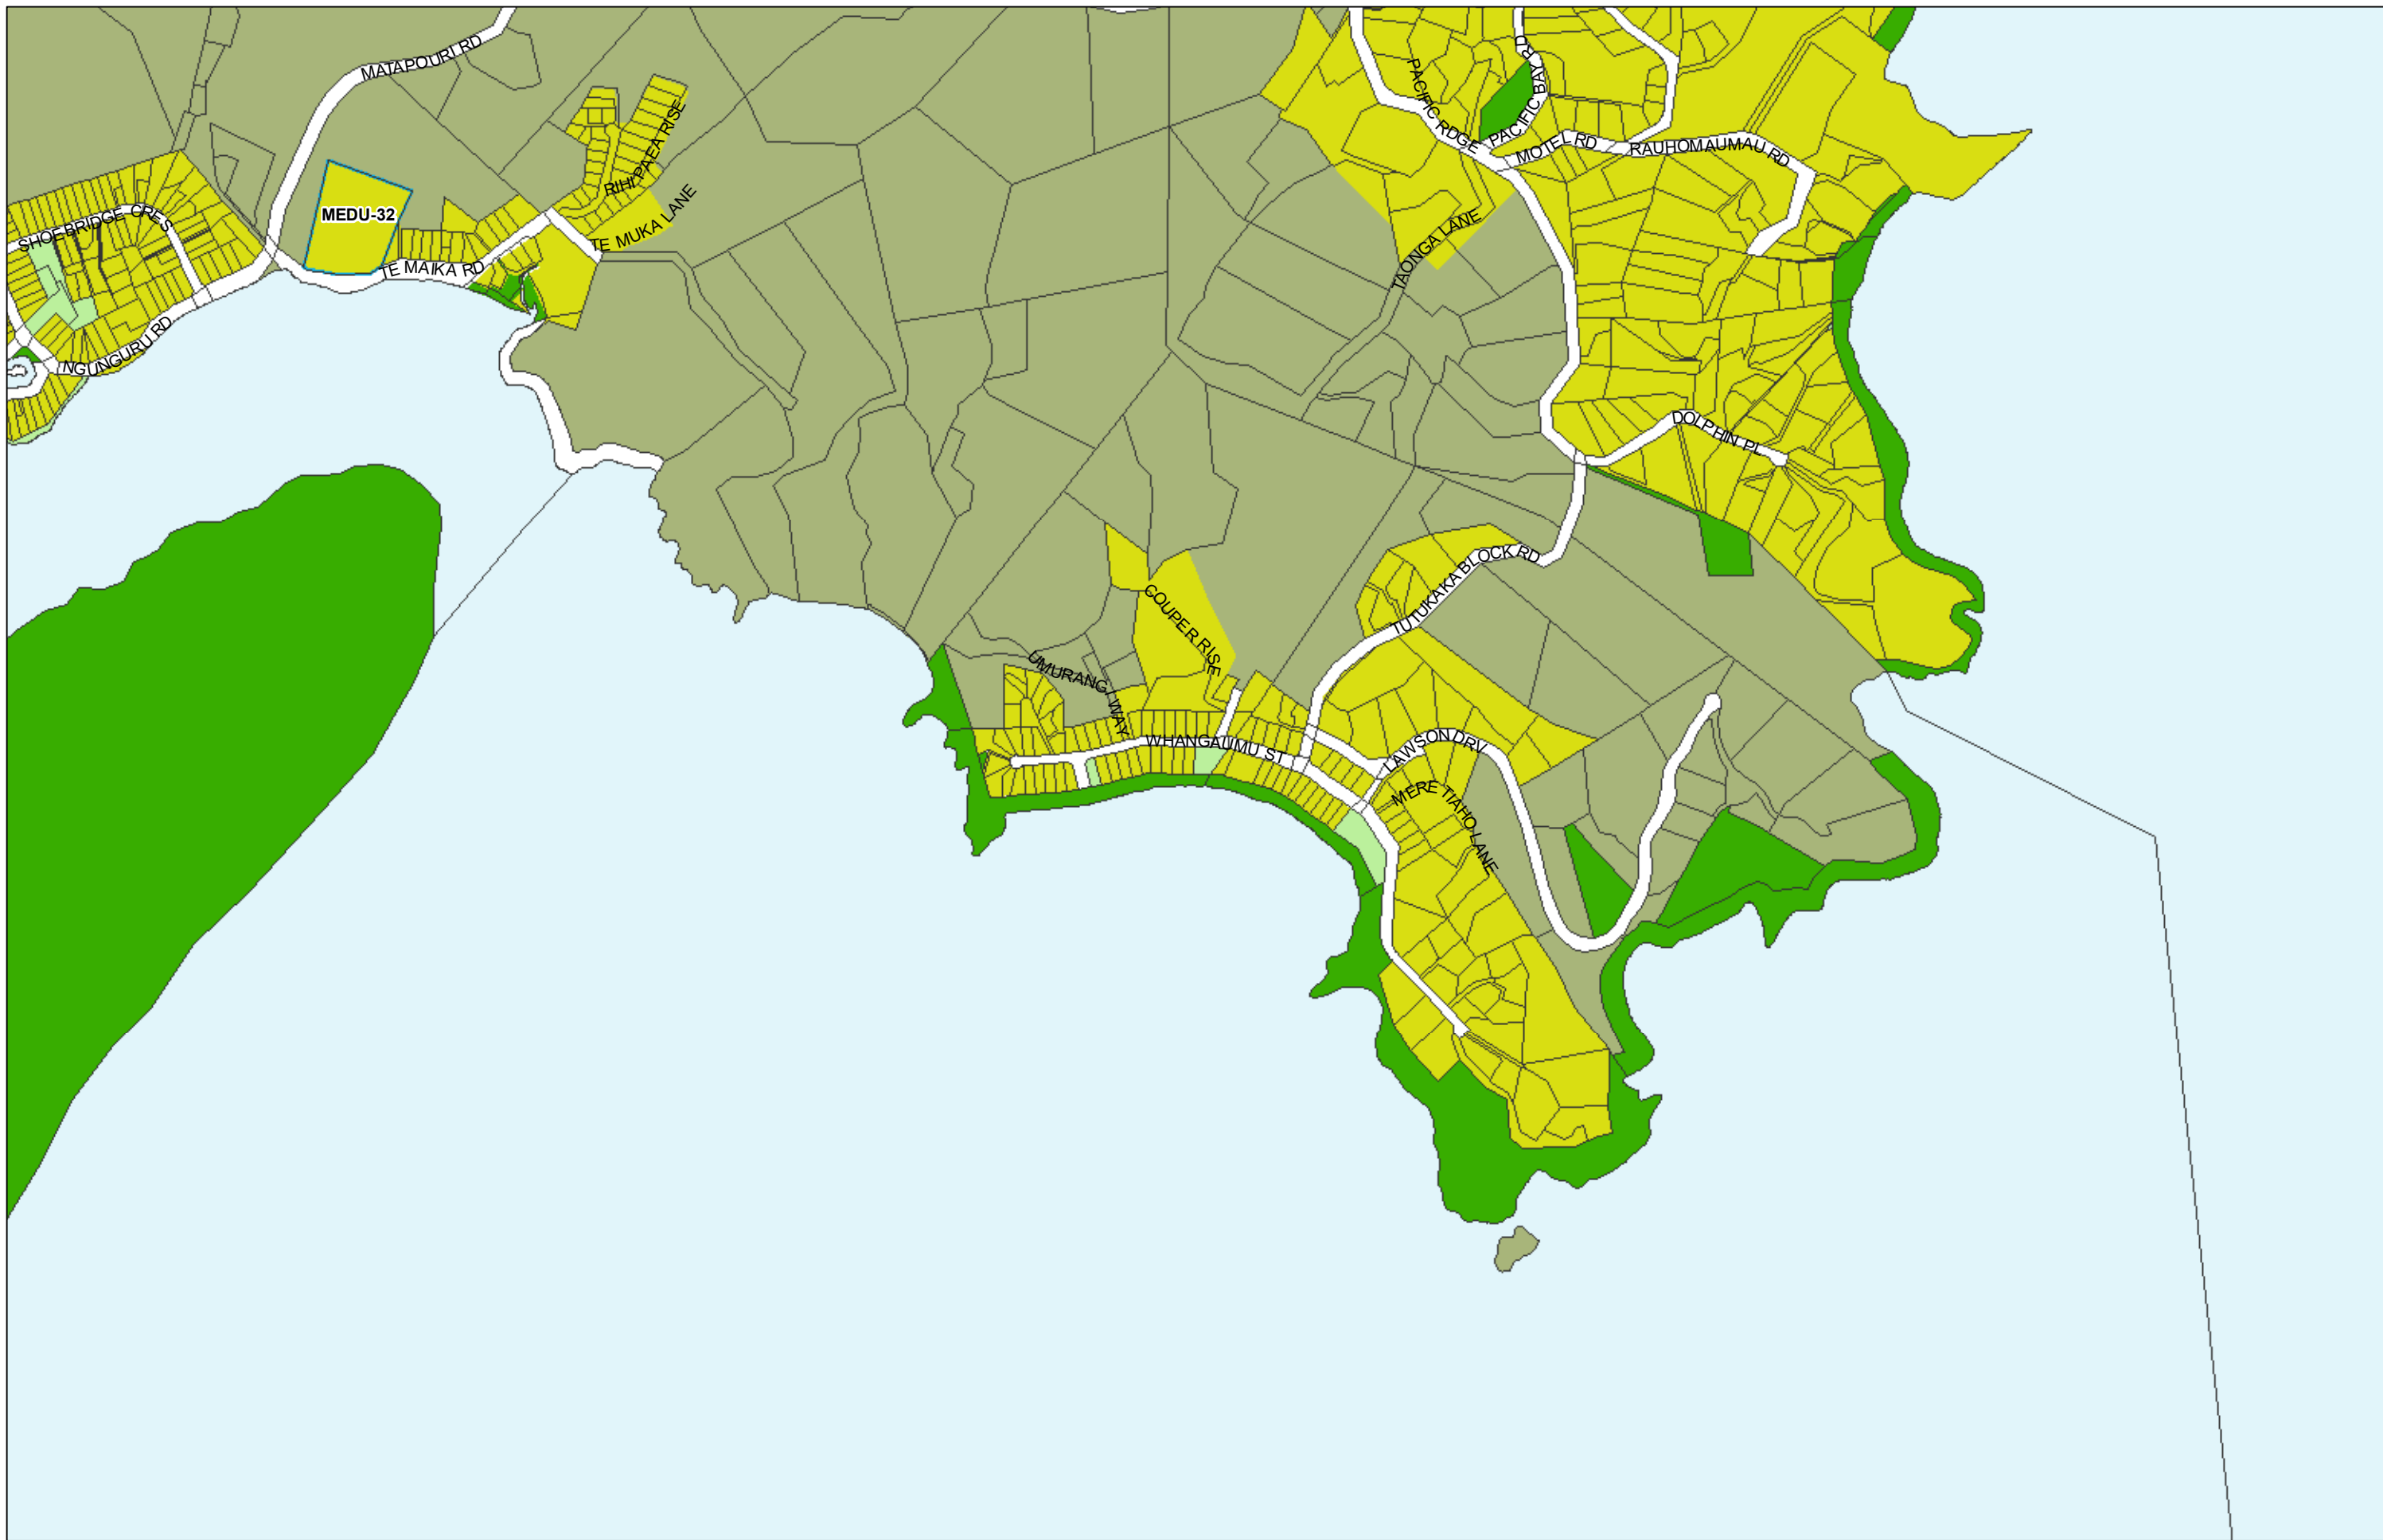 MATAPOURI RD
PACIFIC RDGE
PACIFIC BAY RD
MOTEL RD
RAUHOMAUMAU RD
RIHI PAEA RISE
TE MUKA LANE
MEDU-32
SHOEBRIDGE CRES
TE MAIKA RD
NGUNGURU RD
TAONGA LANE
DOLPHIN PL
TUTUKAKA BLOCK RD
COUPER RISE
UMURANGI WAY
WHANGAUMU ST
LAWSON DRV
MERE TIAHO LANE